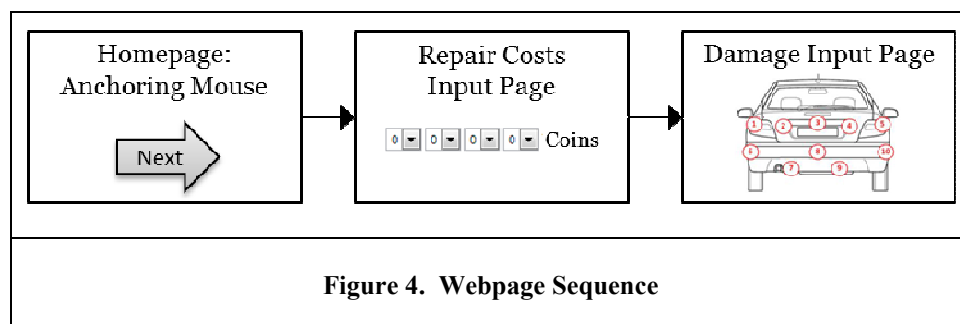 Homepage:
Anchoring Mouse
Next
Repair Costs
Input Page
0 0 0 0 Coins
Damage Input Page
1 2 3 4 5
6 8 10
7 9
Figure 4. Webpage Sequence